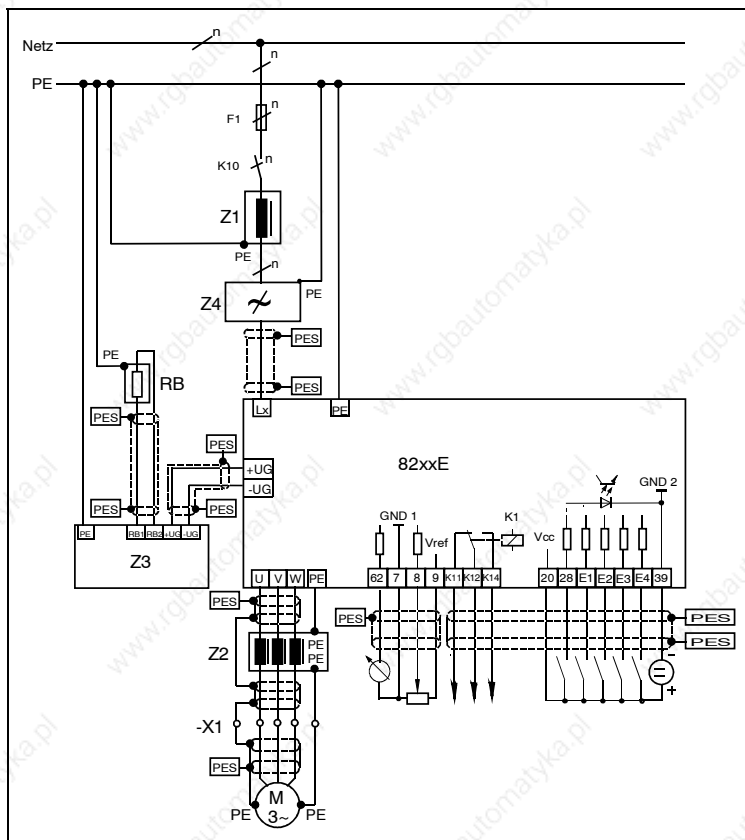 n
Netz
n
PE
F1
n
K10
n
Z1
PE
n
Z4
PE
PES
PE
RB
PES
Lx
PE
PES
PES
82xxE
+UG
-UG
GND 1
K1
GND 2
PES
Vref
Vcc
PE RB1 RB2 +UG -UG
Z3
U V W PE
62 7 8 9 K11 K12 K14
20 28 E1 E2 E3 E4 39
PES
PES
PES
PES
Z2
PE
PE
-
+
-X1
PES
M
3~
PE
PE
www.rgbautomatyka.pl